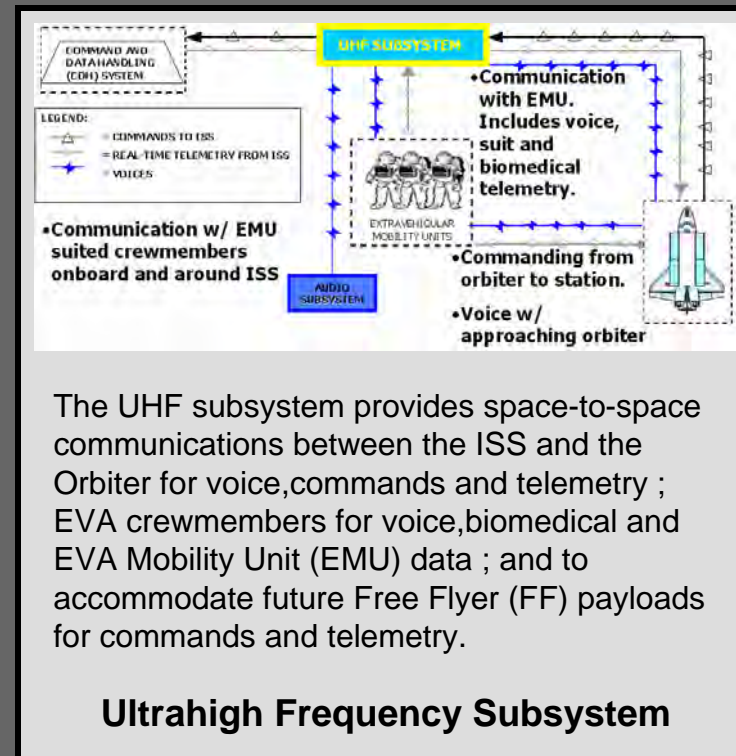 COMMAND AND
DATA HANDLING
(CDH) SYSTEM
UHF SUBSYSTEM
LEGEND:
= COMMANDS TO ISS
= REAL-TIME TELEMETRY FROM ISS
= VOICES
•Communication
with EMU.
Includes voice,
suit and
biomedical
telemetry.
EXTRAVEHICULAR
MOBILITY UNITS
•Communication w/ EMU
suited crewmembers
onboard and around ISS
AUDIO
SUBSYSTEM
•Commanding from
orbiter to station.
•Voice w/
approaching orbiter
The UHF subsystem provides space-to-space
communications between the ISS and the
Orbiter for voice,commands and telemetry ;
EVA crewmembers for voice,biomedical and
EVA Mobility Unit (EMU) data ; and to
accommodate future Free Flyer (FF) payloads
for commands and telemetry.
Ultrahigh Frequency Subsystem